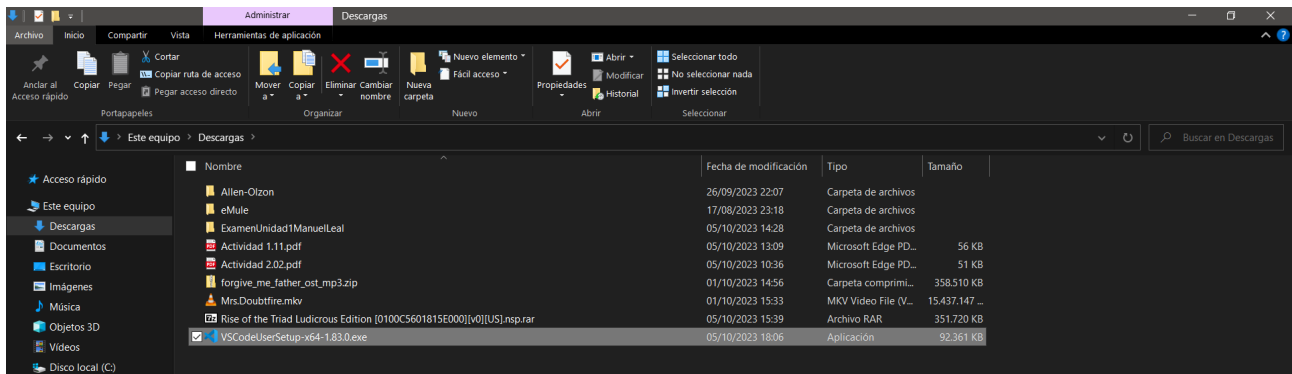 Administrar Descargas
Archivo Inicio Compartir Vista Herramientas de aplicación
Anclar al Acceso rápido
Copiar
Pegar
Cortar
Copiar ruta de acceso
Pegar acceso directo
Portapapeles
Mover a
Copiar a
Eliminar
Cambiar nombre
Organizar
Nueva carpeta
Nuevo elemento
Fácil acceso
Nuevo
Propiedades
Abrir
Modificar
Historial
Abrir
Seleccionar todo
No seleccionar nada
Invertir selección
Seleccionar
Este equipo > Descargas >
Buscar en Descargas
Acceso rápido
Este equipo
Descargas
Documentos
Escritorio
Imágenes
Música
Objetos 3D
Vídeos
Disco local (C:)
Nombre Fecha de modificación Tipo Tamaño
Allen-Olzon 26/09/2023 22:07 Carpeta de archivos
eMule 17/08/2023 23:18 Carpeta de archivos
ExamenUnidad1ManuelLeal 05/10/2023 14:28 Carpeta de archivos
Actividad 1.11.pdf 05/10/2023 13:09 Microsoft Edge PD... 56 KB
Actividad 2.02.pdf 05/10/2023 10:36 Microsoft Edge PD... 51 KB
forgive_me_father_ost_mp3.zip 01/10/2023 14:56 Carpeta comprimi... 358.510 KB
Mrs.Doubtfire.mkv 01/10/2023 15:33 MKV Video File (V... 15.437.147 ...
Rise of the Triad Ludicrous Edition [0100C5601815E000][v0][US].nsp.rar 05/10/2023 15:39 Archivo RAR 351.720 KB
VSCodeUserSetup-x64-1.83.0.exe 05/10/2023 18:06 Aplicación 92.361 KB